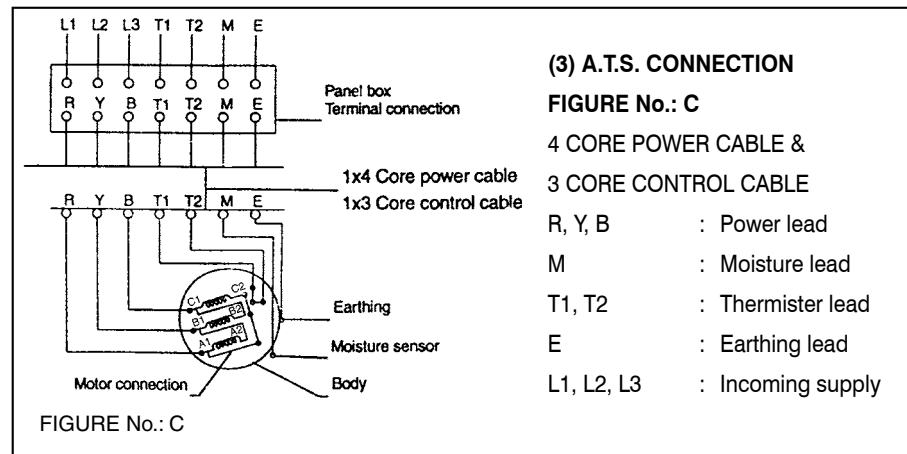 L1 L2 L3 T1 T2 M E
R Y B T1 T2 M E
Panel box
Terminal connection
1x4 Core power cable
1x3 Core control cable
R Y B T1 T2 M E
C1 C2
B1 B2
A1 A2
Earthing
Moisture sensor
Motor connection
Body
FIGURE No.: C
(3) A.T.S. CONNECTION
FIGURE No.: C
4 CORE POWER CABLE &
3 CORE CONTROL CABLE
R, Y, B : Power lead
M : Moisture lead
T1, T2 : Thermister lead
E : Earthing lead
L1, L2, L3 : Incoming supply